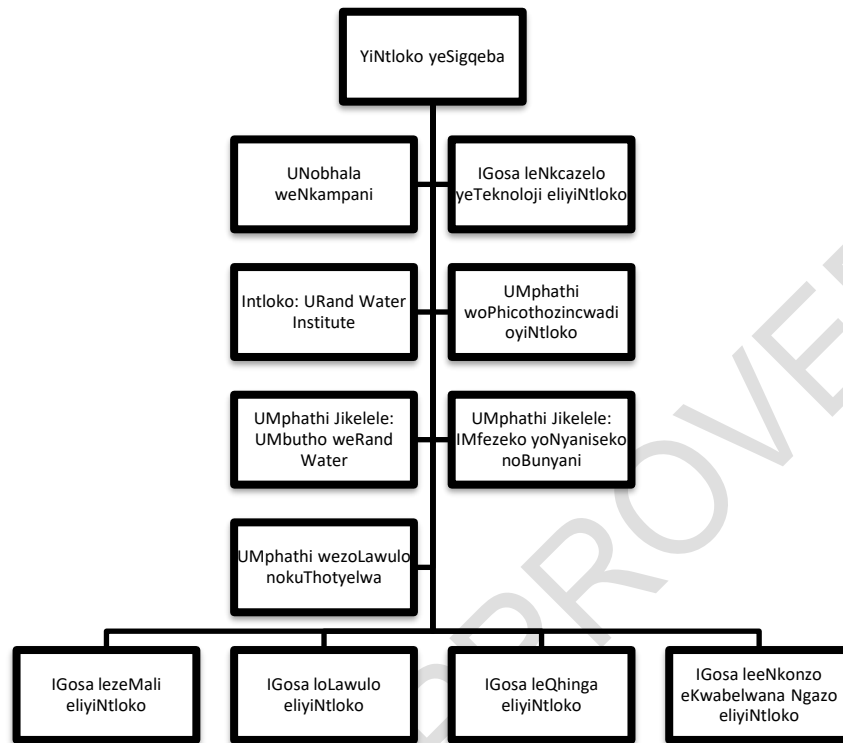 YiNtloko yeSigqeba
UNobhala
weNkampani
IGosa leNkcazelo
yeTeknoloji eliyiNtloko
Intloko: URand Water
Institute
UMphathi
woPhicothozincwadi
oyiNtloko
UMphathi Jikelele:
UMbutho weRand
Water
UMphathi Jikelele:
IMfezeko yoNyaniseko
noBunyani
UMphathi wezoLawulo
nokuThotyelwa
IGosa lezeMali
eliyiNtloko
IGosa loLawulo
eliyiNtloko
IGosa leQhinga
eliyiNtloko
IGosa leeNkonzo
eKwabelwana Ngazo
eliyiNtloko